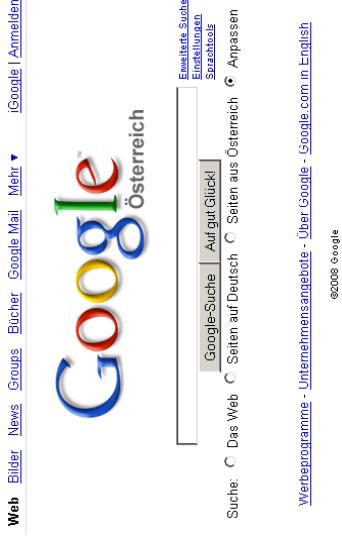 Web Bilder News Groups Bücher Google Mail Mehr ▼ iGoogle | Anmelden
Google™
Österreich
Erweiterte Suche
Einstellungen
Sprachtools
Google-Suche Auf gut Glück!
Suche: Das Web Seiten auf Deutsch Seiten aus Österreich Anpassen
Werbeprogramme - Unternehmensangebote - Über Google - Google.com in English
©2008 Google